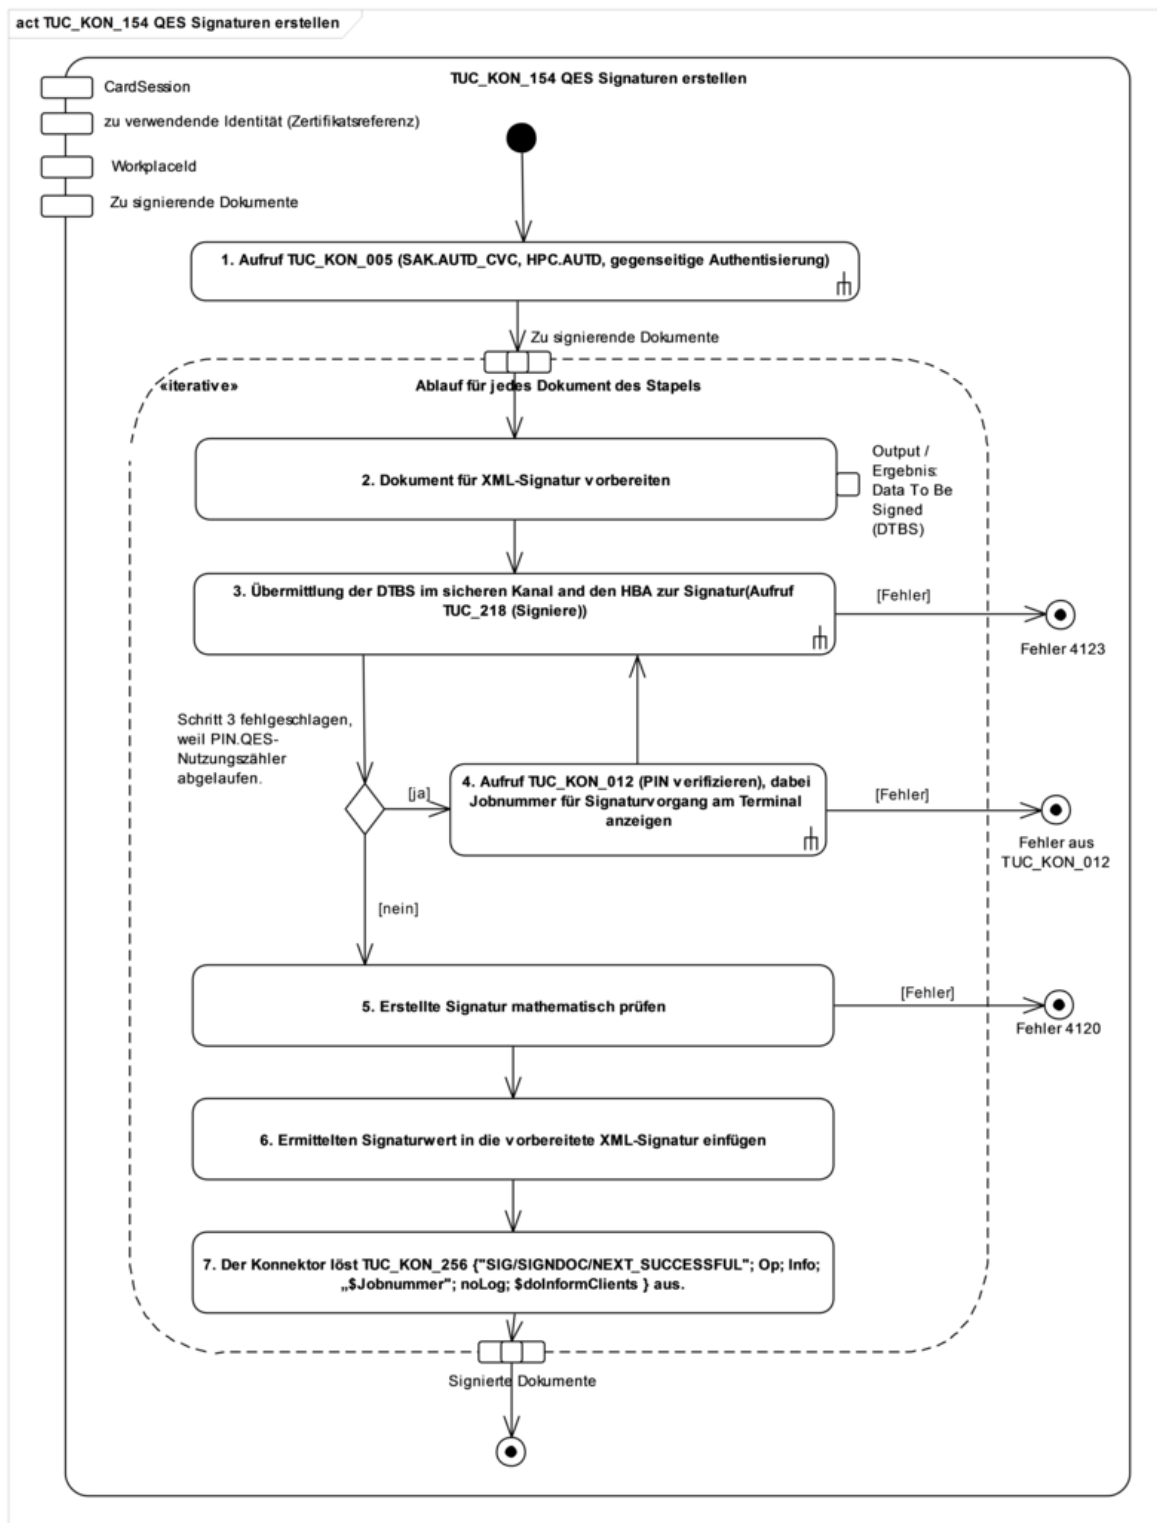 act TUC_KON_154 QES Signaturen erstellen
TUC_KON_154 QES Signaturen erstellen
CardSession
zu verwendende Identität (Zertifikatsreferenz)
WorkplaceId
Zu signierende Dokumente
1. Aufruf TUC_KON_005 (SAK.AUTD_CVC, HPC.AUTD, gegenseitige Authentisierung)
Zu signierende Dokumente
«iterative»
Ablauf für jedes Dokument des Stapels
2. Dokument für XML-Signatur vorbereiten
Output /
Ergebnis:
Data To Be
Signed
(DTBS)
3. Übermittlung der DTBS im sicheren Kanal and den HBA zur Signatur(Aufruf
TUC_218 (Signiere))
[Fehler]
Fehler 4123
Schritt 3 fehlgeschlagen,
weil PIN.QES-
Nutzungszähler
abgelaufen.
[ja]
4. Aufruf TUC_KON_012 (PIN verifizieren), dabei
Jobnummer für Signaturvorgang am Terminal
anzeigen
[Fehler]
Fehler aus
TUC_KON_012
[nein]
5. Erstellte Signatur mathematisch prüfen
[Fehler]
Fehler 4120
6. Ermittelten Signaturwert in die vorbereitete XML-Signatur einfügen
7. Der Konnektor löst TUC_KON_256 {"SIG/SIGNDOC/NEXT_SUCCESSFUL"; Op; Info;
„$Jobnummer"; noLog; $doInformClients } aus.
Signierte Dokumente